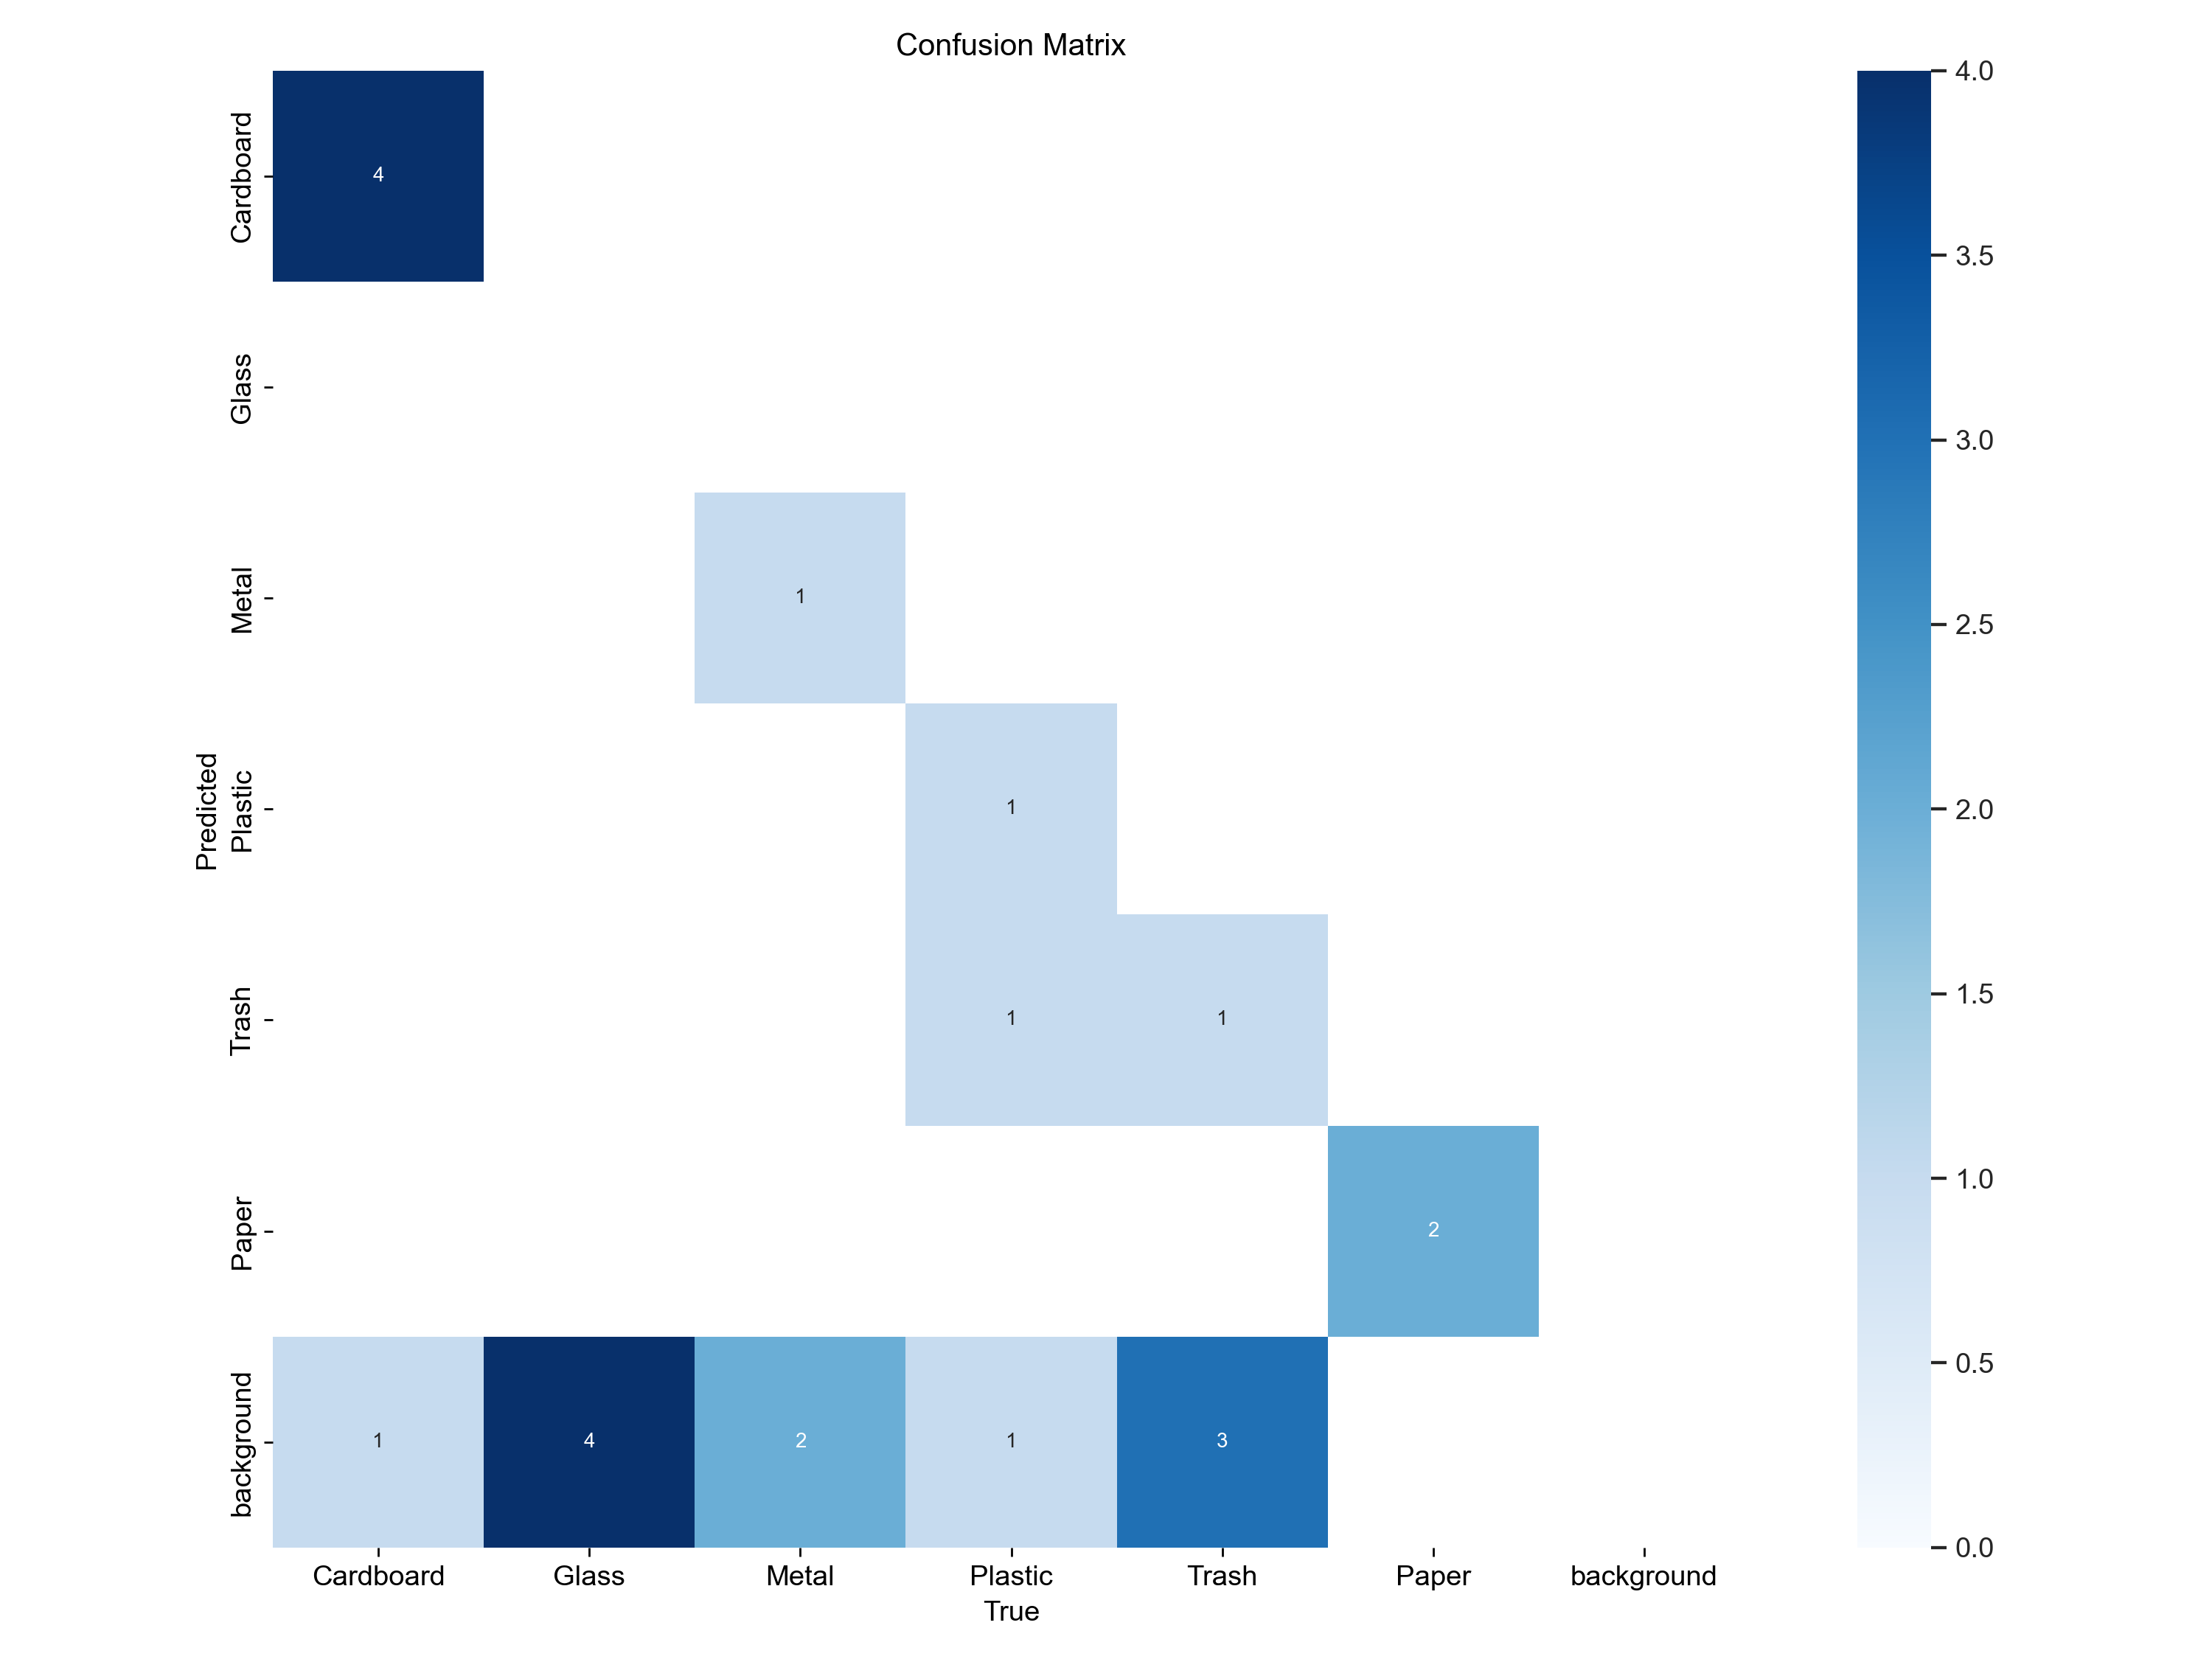 Confusion Matrix
Cardboard
4
Glass
Metal
1
Predicted
Plastic
1
Trash
1 1
Paper
2
background
1 4 2 1 3
Cardboard Glass Metal Plastic Trash Paper background
True
4.0
3.5
3.0
2.5
2.0
1.5
1.0
0.5
0.0